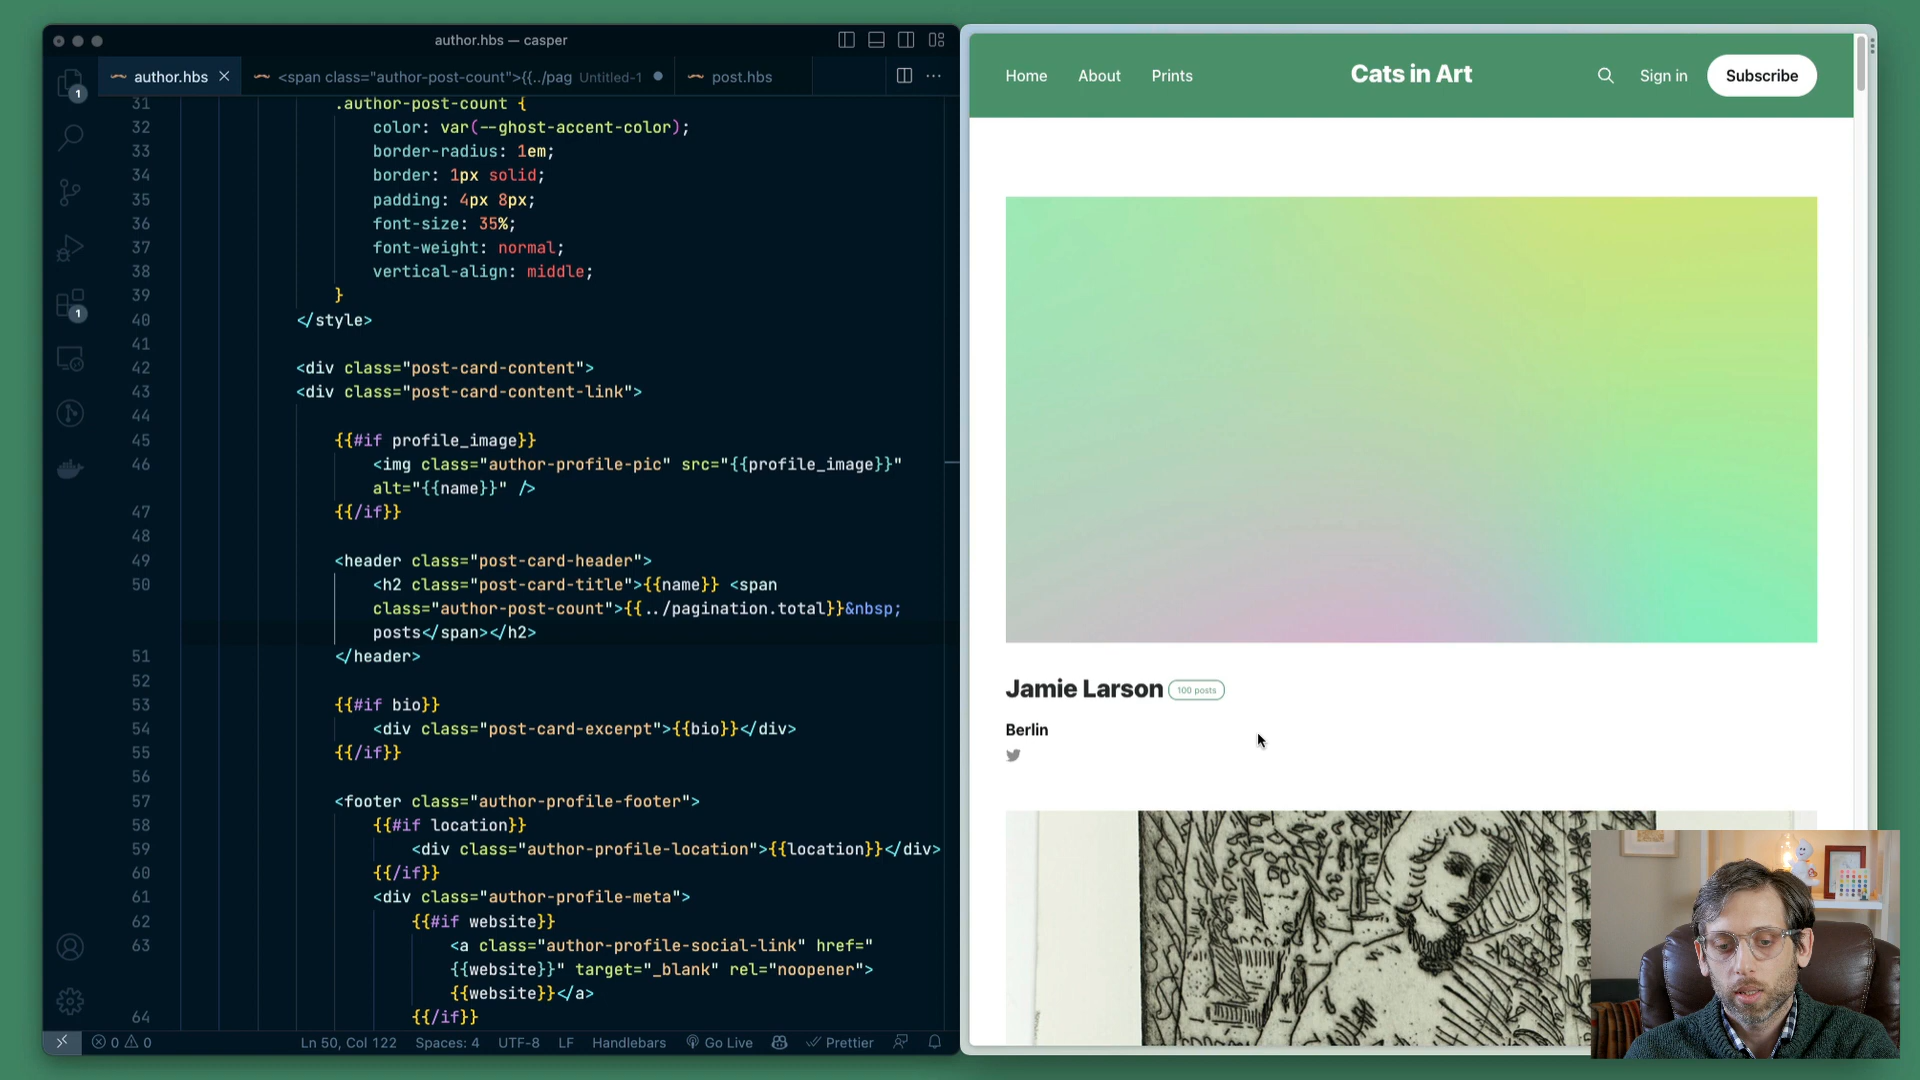 author.hbs — casper
author.hbs
<span class="author-post-count">{{../pag Untitled-1
post.hbs
1
1
31 .author-post-count {
32 color: var(--ghost-accent-color);
33 border-radius: 1em;
34 border: 1px solid;
35 padding: 4px 8px;
36 font-size: 35%;
37 font-weight: normal;
38 vertical-align: middle;
39 }
40 </style>
41
42 <div class="post-card-content">
43 <div class="post-card-content-link">
44
45 {{#if profile_image}}
46 <img class="author-profile-pic" src="{{profile_image}}"
alt="{{name}}" />
47 {{/if}}
48
49 <header class="post-card-header">
50 <h2 class="post-card-title">{{name}} <span
class="author-post-count">{{../pagination.total}}&nbsp;
posts</span></h2>
51 </header>
52
53 {{#if bio}}
54 <div class="post-card-excerpt">{{bio}}</div>
55 {{/if}}
56
57 <footer class="author-profile-footer">
58 {{#if location}}
59 <div class="author-profile-location">{{location}}</div>
60 {{/if}}
61 <div class="author-profile-meta">
62 {{#if website}}
63 <a class="author-profile-social-link" href="
{{website}}" target="_blank" rel="noopener">
{{website}}</a>
64 {{/if}}
0 0
Ln 50, Col 122 Spaces: 4 UTF-8 LF Handlebars Go Live Prettier
Home About Prints Cats in Art Sign in Subscribe
Jamie Larson 100 posts
Berlin